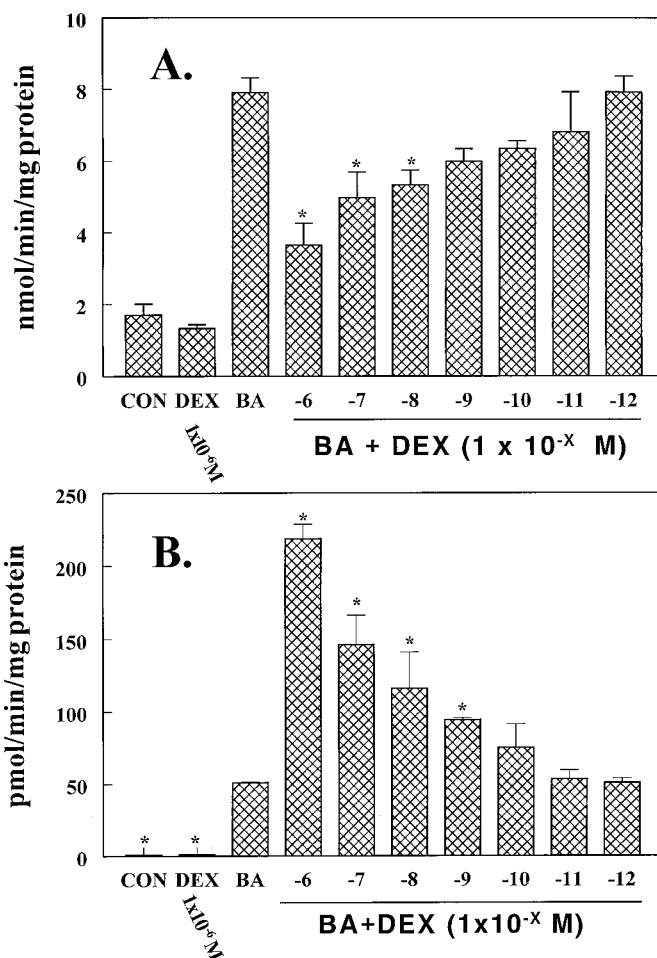 A.
nmol/min/mg protein
10
8
6
4
2
0
* * *
CON DEX BA -6 -7 -8 -9 -10 -11 -12
1x10-6M
BA + DEX (1 x 10-X M)
B.
pmol/min/mg protein
250
200
150
100
50
0
* * * * * *
CON DEX BA -6 -7 -8 -9 -10 -11 -12
1x10-6M
BA+DEX (1x10-X M)